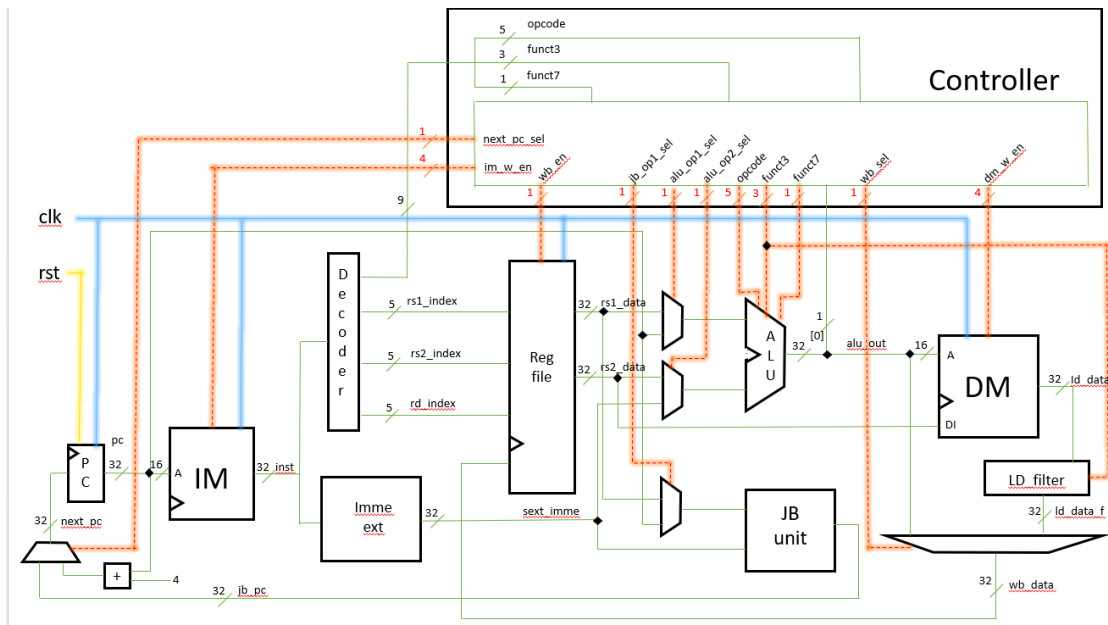 opcode
5
funct3
3
funct7
1
Controller
1
next_pc_sel
4
im_w_en
wb_en
jb_op1_sel
alu_op1_sel
alu_op2_sel
opcode
funct3
funct7
wb_sel
dm_w_en
1
1
1
1
5
3
1
1
4
9
clk
rst
Decoder
5
rs1_index
5
rs2_index
5
rd_index
Reg
file
32
rs1_data
32
rs2_data
ALU
32
1
[0]
alu_out
16
A
DM
DI
32
ld_data
pc
32
PC
16
A
IM
32
inst
Imme
ext
32
sext_imme
JB
unit
LD_filter
32
ld_data_f
32
next_pc
+
4
32
jb_pc
32
wb_data